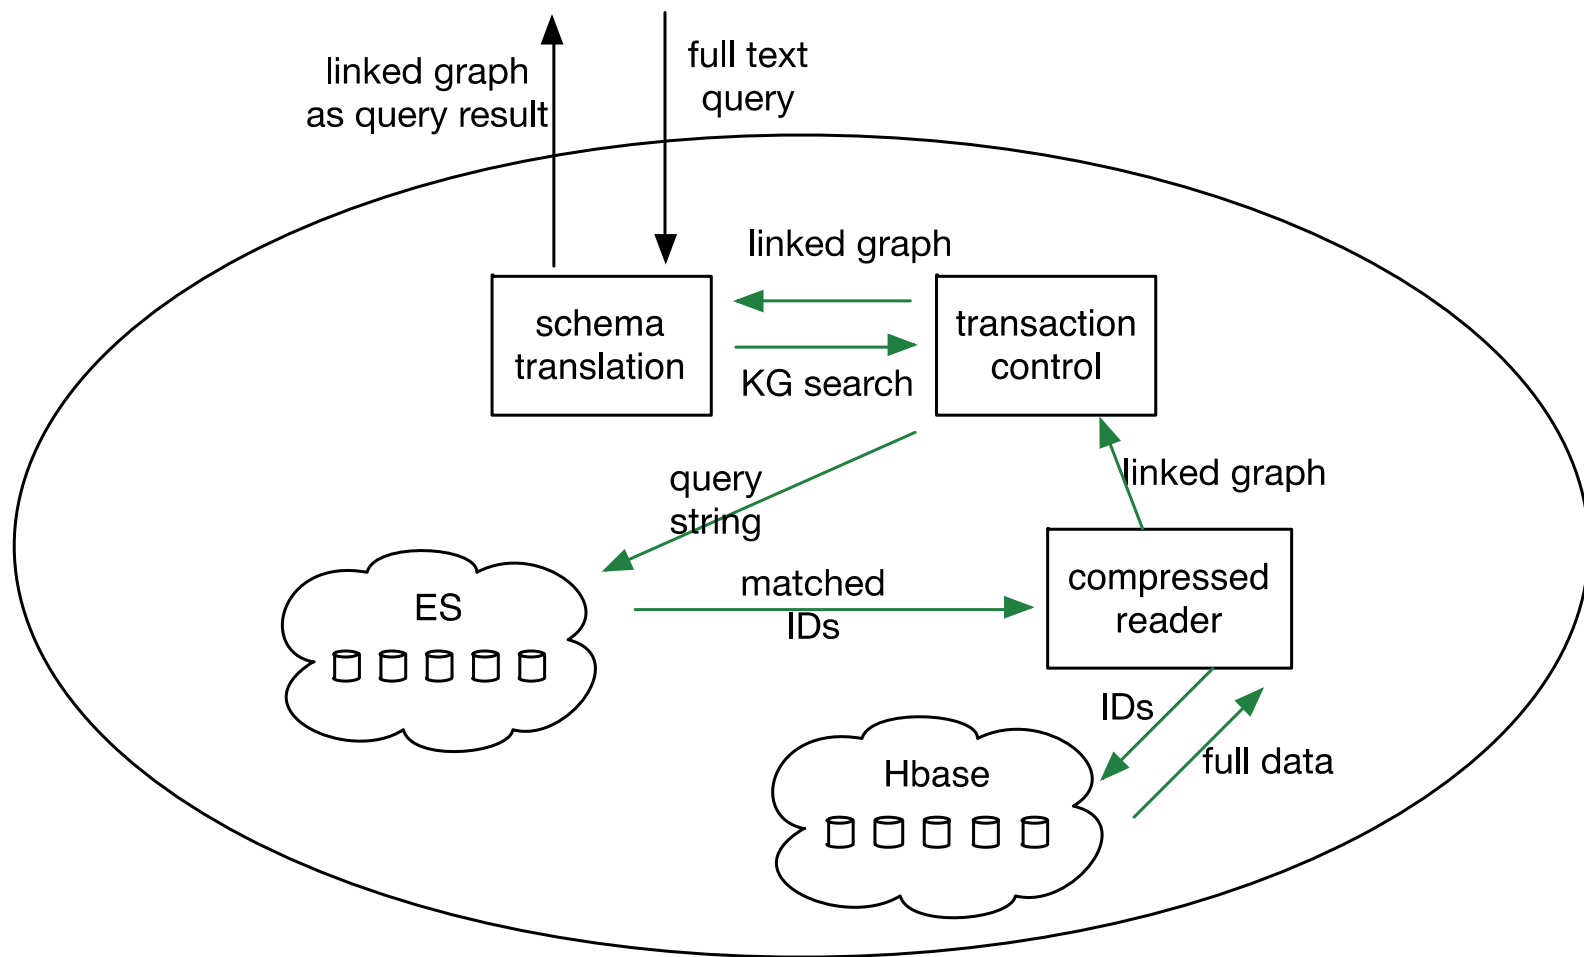 linked graph
as query result
full text
query
linked graph
schema
translation
transaction
control
KG search
query
string
linked graph
ES
matched
IDs
compressed
reader
IDs
full data
Hbase